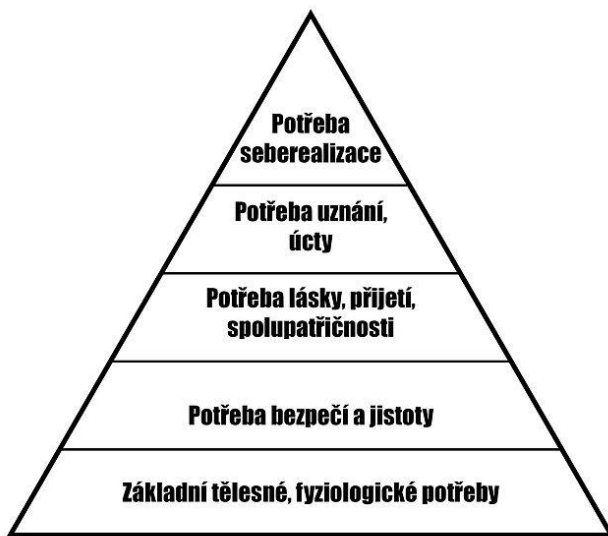 Potřeba
seberealizace
Potřeba uznání,
úcty
Potřeba lásky, přijetí,
spolupatřičnosti
Potřeba bezpečí a jistoty
Základní tělesné, fyziologické potřeby